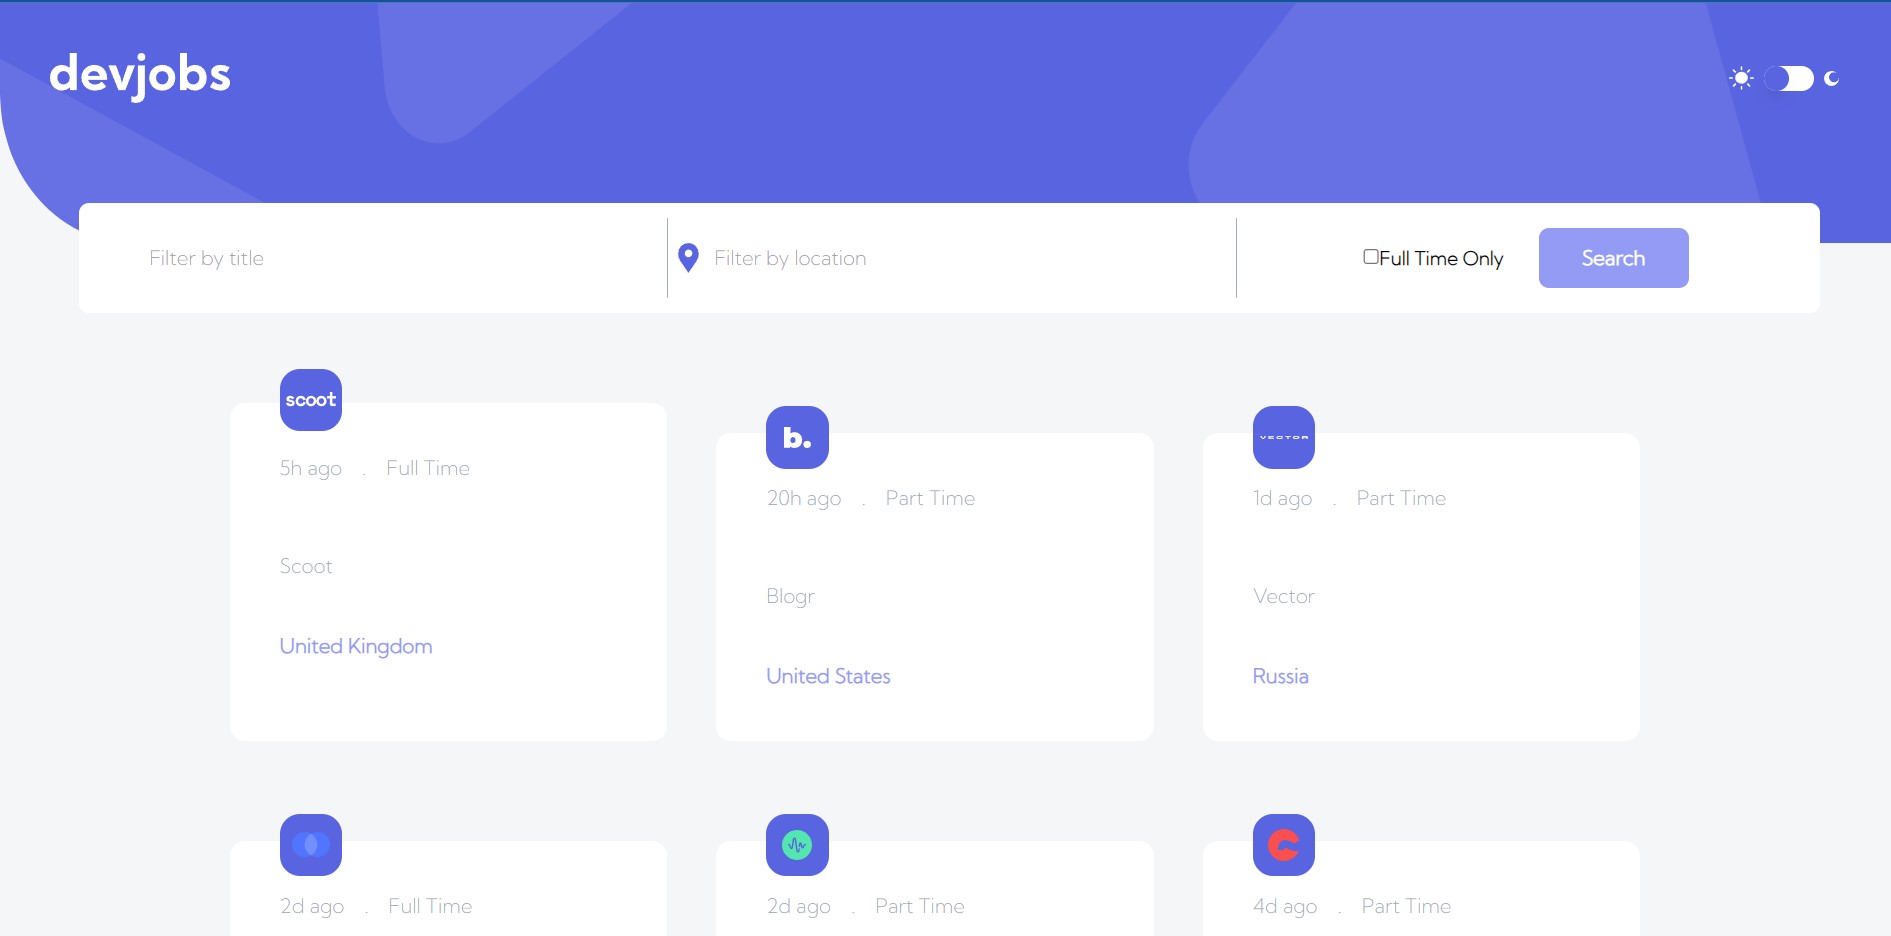 devjobs
Filter by title
Filter by location
Full Time Only
Search
scoot
5h ago . Full Time
Scoot
United Kingdom
b.
20h ago . Part Time
Blogr
United States
VECTOR
1d ago . Part Time
Vector
Russia
2d ago . Full Time
2d ago . Part Time
4d ago . Part Time